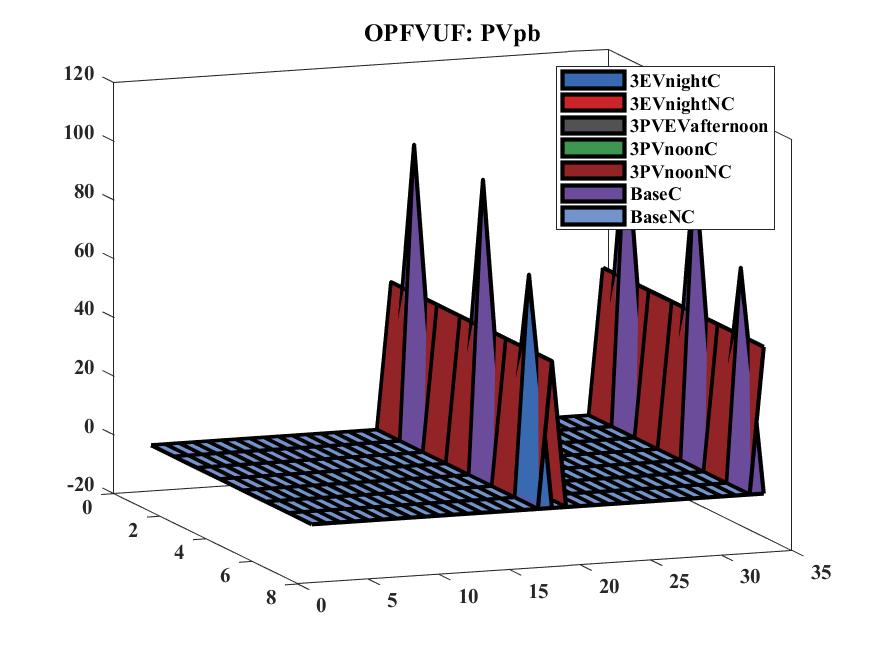 OPFVUF: PVpb
3EVnightC
3EVnightNC
3PVEVafternoon
3PVnoonC
3PVnoonNC
BaseC
BaseNC
120
100
80
60
40
20
0
-20
0
2
4
6
8
0
5
10
15
20
25
30
35